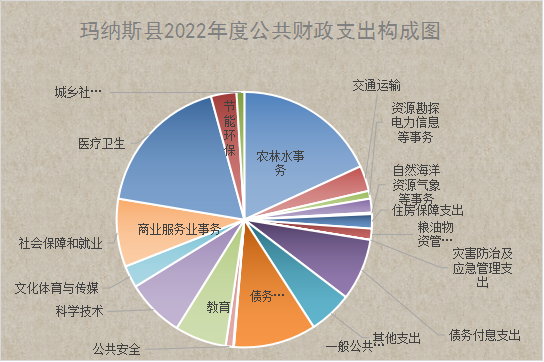 玛纳斯县2022年度公共财政支出构成图
城乡社…
节
能
环
保
交通运输
资源勘探
电力信息
等事务
医疗卫生
农林水事
务
自然海洋
资源气象
等事务
住房保障支出
商业服务业事务
粮油物
资管…
社会保障和就业
灾害防治及
应急管理支
出
文化体育与传媒
债务…
科学技术
教育
债务付息支出
其他支出
公共安全
一般公共…